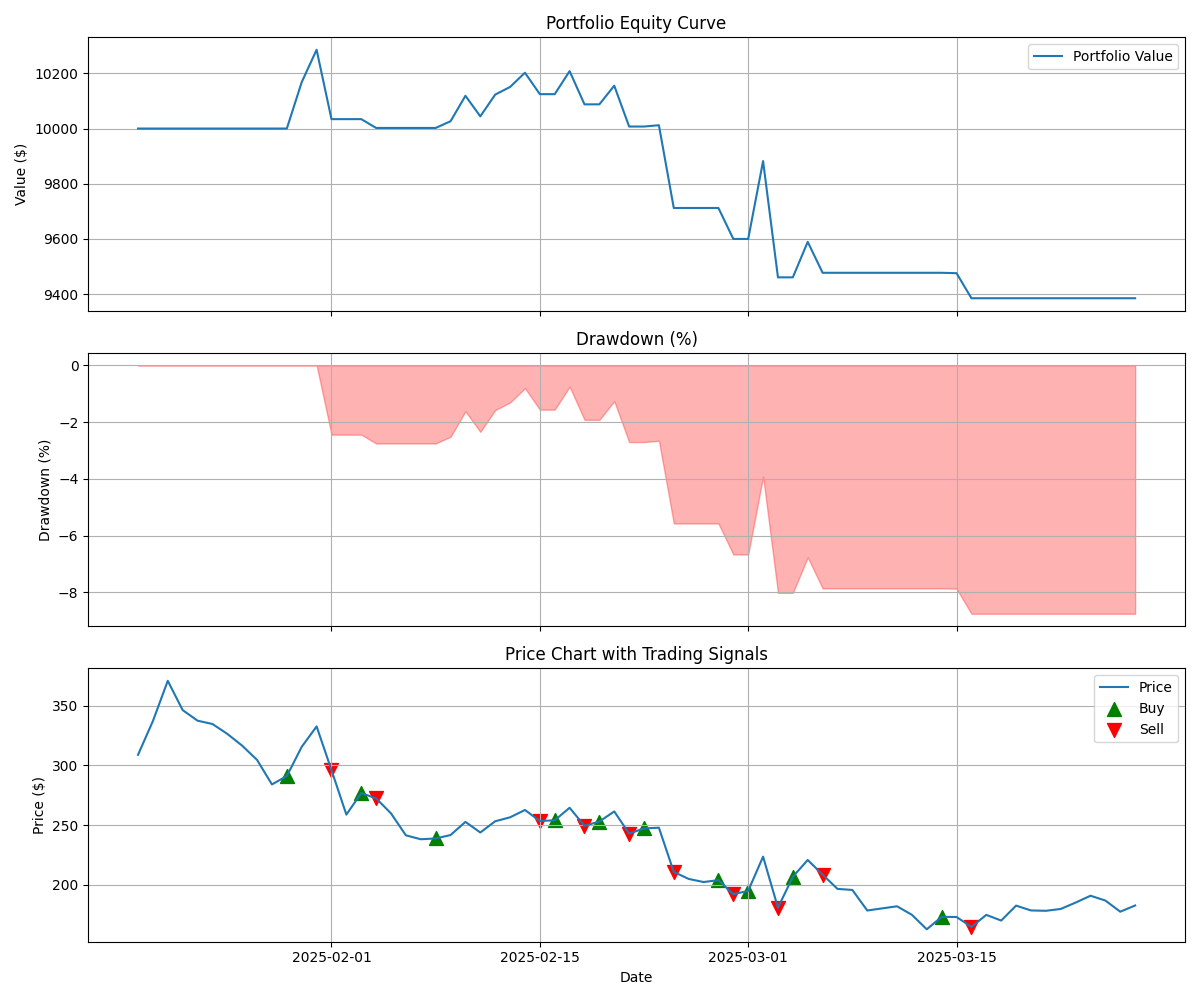 Portfolio Equity Curve
Portfolio Value
10200
10000
9800
9600
9400
Value ($)
Drawdown (%)
0
−2
−4
−6
−8
Drawdown (%)
Price Chart with Trading Signals
Price
Buy
Sell
350
300
250
200
Price ($)
2025-02-01
2025-02-15
2025-03-01
2025-03-15
Date